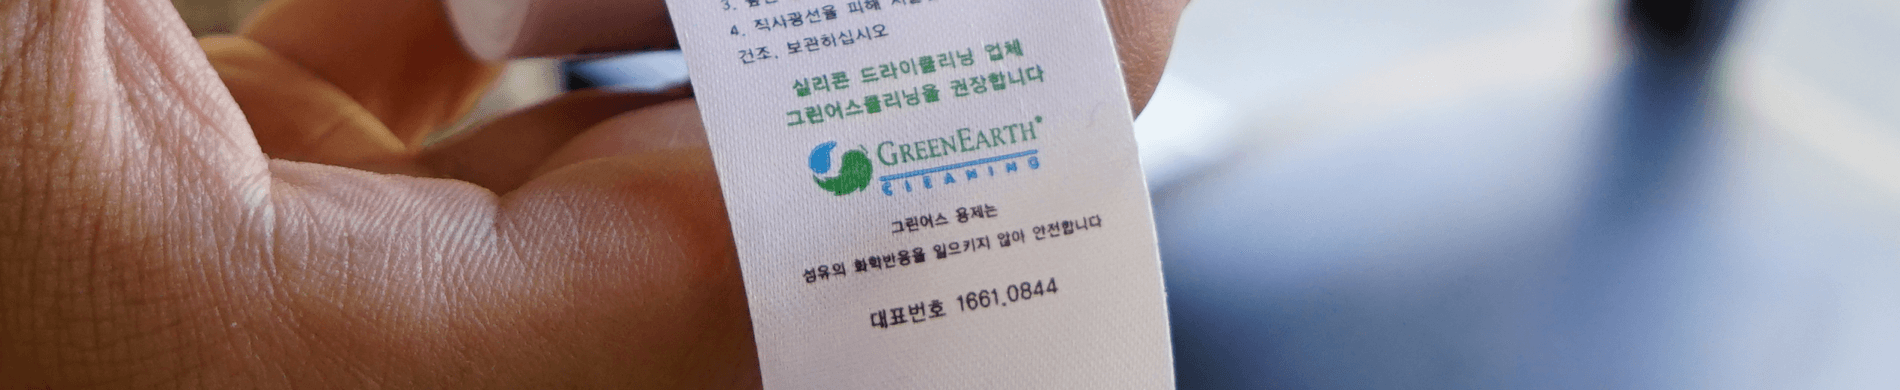 3.
4. 직사광선을 피해
건조. 보관하십시오
실리콘 드라이클리닝 업체
그린어스클리닝을 권장합니다
GREENEARTH®
CLEANING
그린어스 용제는
섬유의 화학반응을 일으키지 않아 안전합니다
대표번호 1661.0844